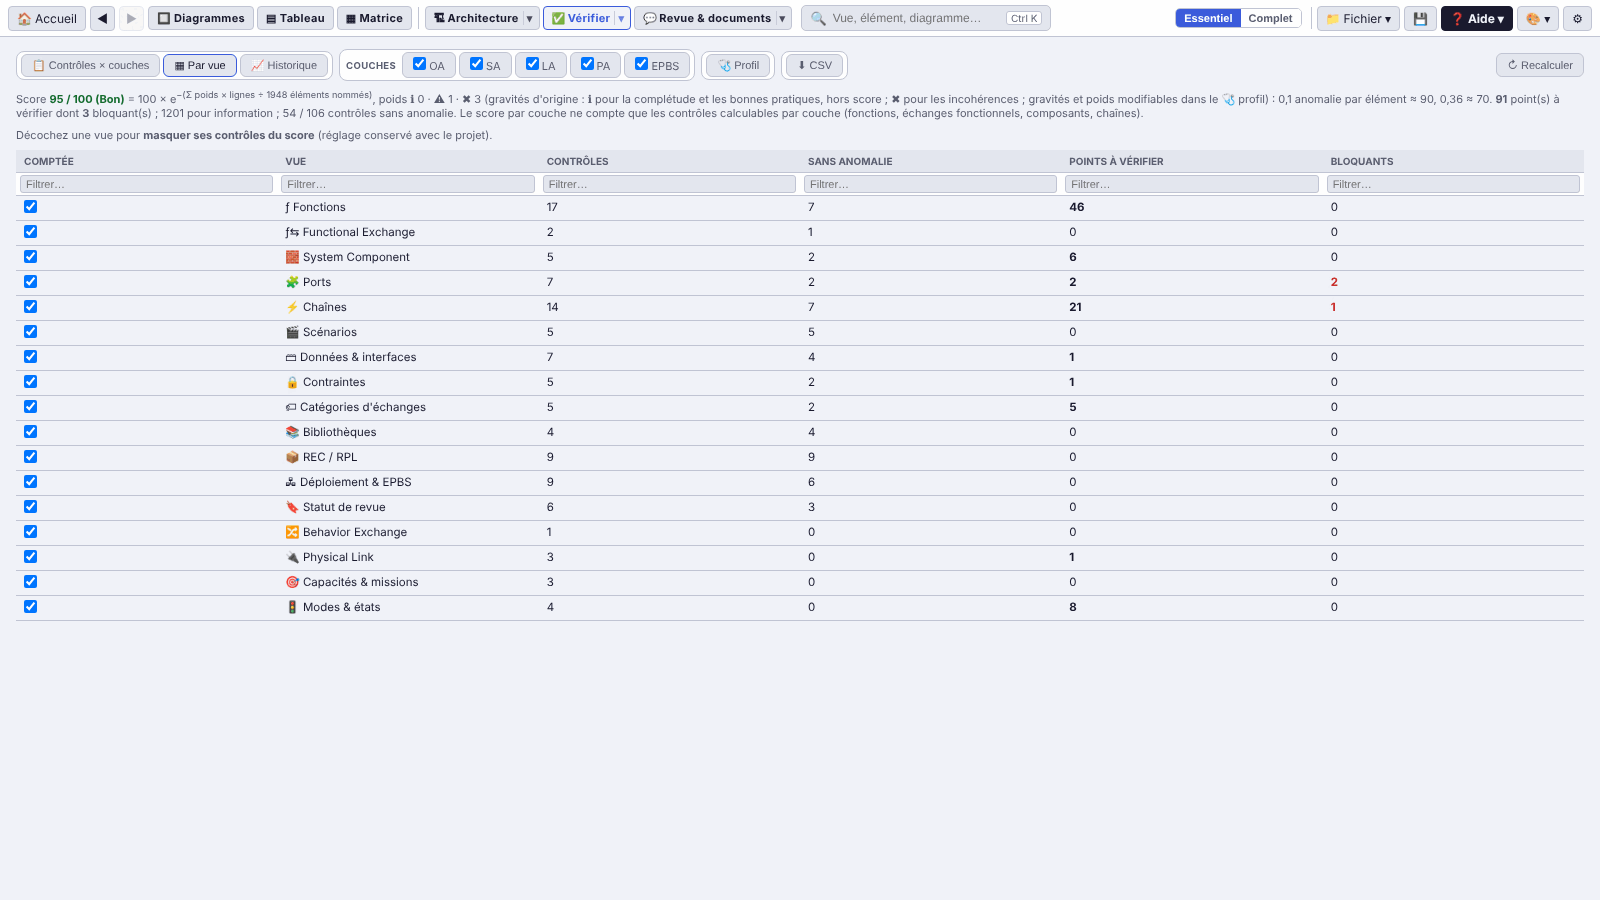 🏠 Accueil ◀ ▶ 🔲 Diagrammes ▤ Tableau ▦ Matrice 🏗 Architecture ▾ ✅ Vérifier ▾ 💬 Revue & documents ▾ 🔍 Vue, élément, diagramme… Ctrl K Essentiel Complet 📁 Fichier ▾ 💾 ❓ Aide ▾ 🎨 ▾ ⚙
📋 Contrôles × couches ▦ Par vue 📈 Historique COUCHES OA SA LA PA EPBS 🩺 Profil ⬇ CSV ↻ Recalculer
Score 95 / 100 (Bon) = 100 × e−(Σ poids × lignes ÷ 1948 éléments nommés), poids ℹ 0 · ⚠ 1 · ✖ 3 (gravités d'origine : ℹ pour la complétude et les bonnes pratiques, hors score ; ✖ pour les incohérences ; gravités et poids modifiables dans le 🩺 profil) : 0,1 anomalie par élément ≈ 90, 0,36 ≈ 70. 91 point(s) à
vérifier dont 3 bloquant(s) ; 1201 pour information ; 54 / 106 contrôles sans anomalie. Le score par couche ne compte que les contrôles calculables par couche (fonctions, échanges fonctionnels, composants, chaînes).
Décochez une vue pour masquer ses contrôles du score (réglage conservé avec le projet).
COMPTÉE VUE CONTRÔLES SANS ANOMALIE POINTS À VÉRIFIER BLOQUANTS
Filtrer… Filtrer… Filtrer… Filtrer… Filtrer… Filtrer…
ƒ Fonctions 17 7 46 0
ƒ⇆ Functional Exchange 2 1 0 0
🧱 System Component 5 2 6 0
🧩 Ports 7 2 2 2
⚡ Chaînes 14 7 21 1
🎬 Scénarios 5 5 0 0
🗃 Données & interfaces 7 4 1 0
🔒 Contraintes 5 2 1 0
🏷 Catégories d'échanges 5 2 5 0
📚 Bibliothèques 4 4 0 0
📦 REC / RPL 9 9 0 0
🖧 Déploiement & EPBS 9 6 0 0
🔖 Statut de revue 6 3 0 0
🔀 Behavior Exchange 1 0 0 0
🔌 Physical Link 3 0 1 0
🎯 Capacités & missions 3 0 0 0
🚦 Modes & états 4 0 8 0